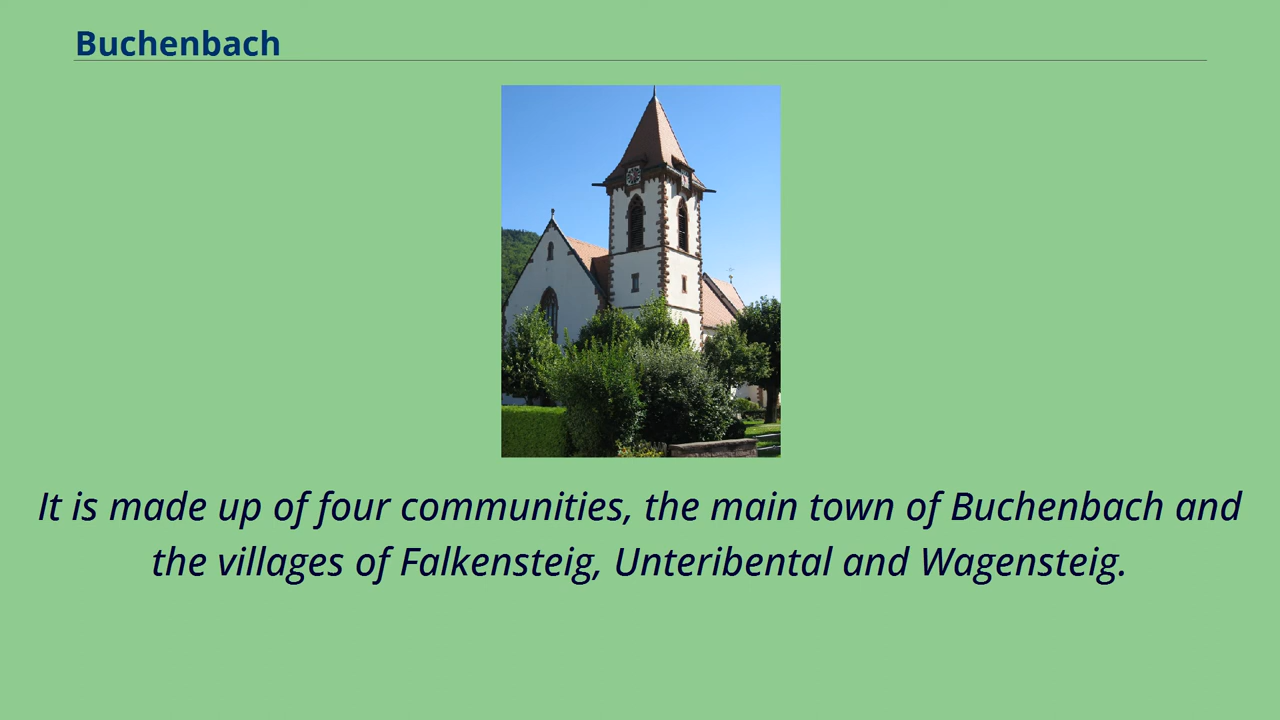 Buchenbach
It is made up of four communities, the main town of Buchenbach and
the villages of Falkensteig, Unteribental and Wagensteig.